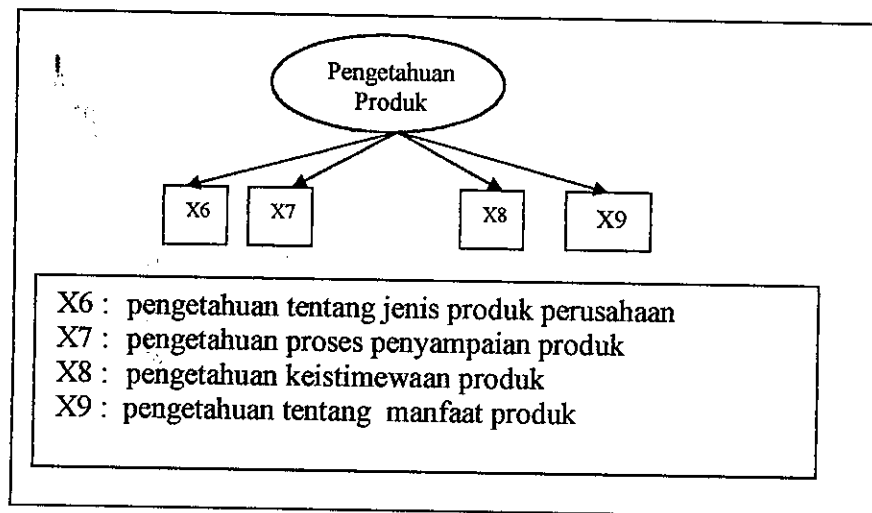 Pengetahuan
Produk
X6 X7 X8 X9
X6 : pengetahuan tentang jenis produk perusahaan
X7 : pengetahuan proses penyampaian produk
X8 : pengetahuan keistimewaan produk
X9 : pengetahuan tentang manfaat produk